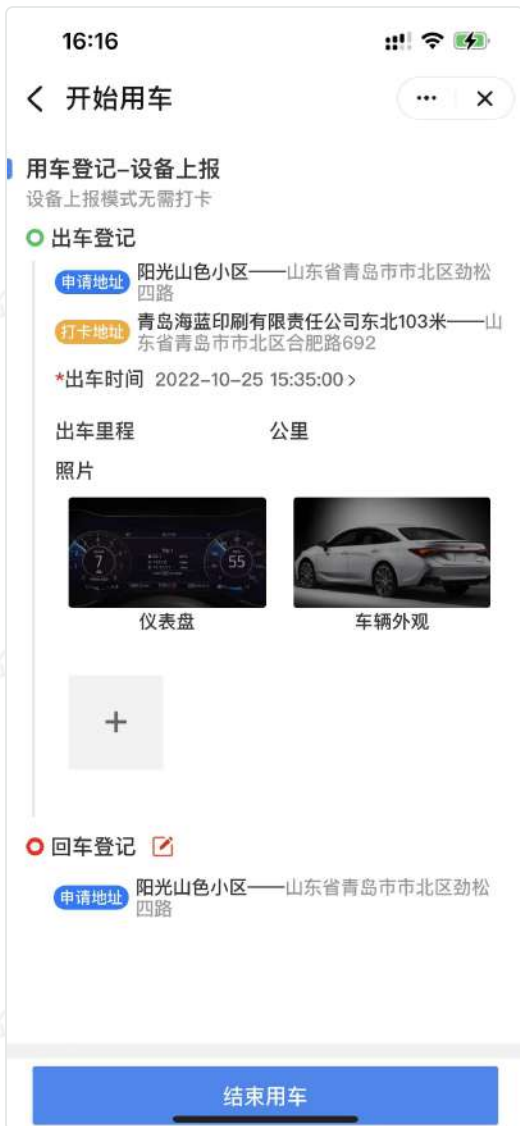 16:16
开始用车
用车登记-设备上报
设备上报模式无需打卡
出车登记
申请地址 阳光山色小区——山东省青岛市市北区劲松
四路
打卡地址 青岛海蓝印刷有限责任公司东北103米——山
东省青岛市市北区合肥路692
*出车时间 2022-10-25 15:35:00>
出车里程 公里
照片
7
55
仪表盘 车辆外观
+
回车登记
申请地址 阳光山色小区——山东省青岛市市北区劲松
四路
结束用车